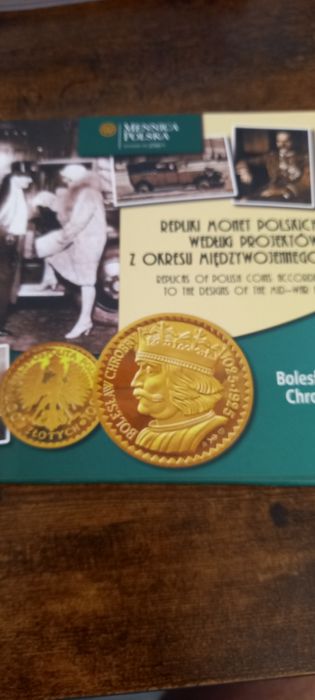 MENNICA
POLSKA
REPLIKI MONET POLSKICH
WEDŁUG PROJEKTÓW
Z OKRESU MIĘDZYWOJENNEGO
REPLICAS OF POLISH COINS ACCORD
TO THE DESIGNS OF THE MID-WAR
BOLESŁAW CHROBRY
1025-1925
ZŁOTYCH
Boles
Chro